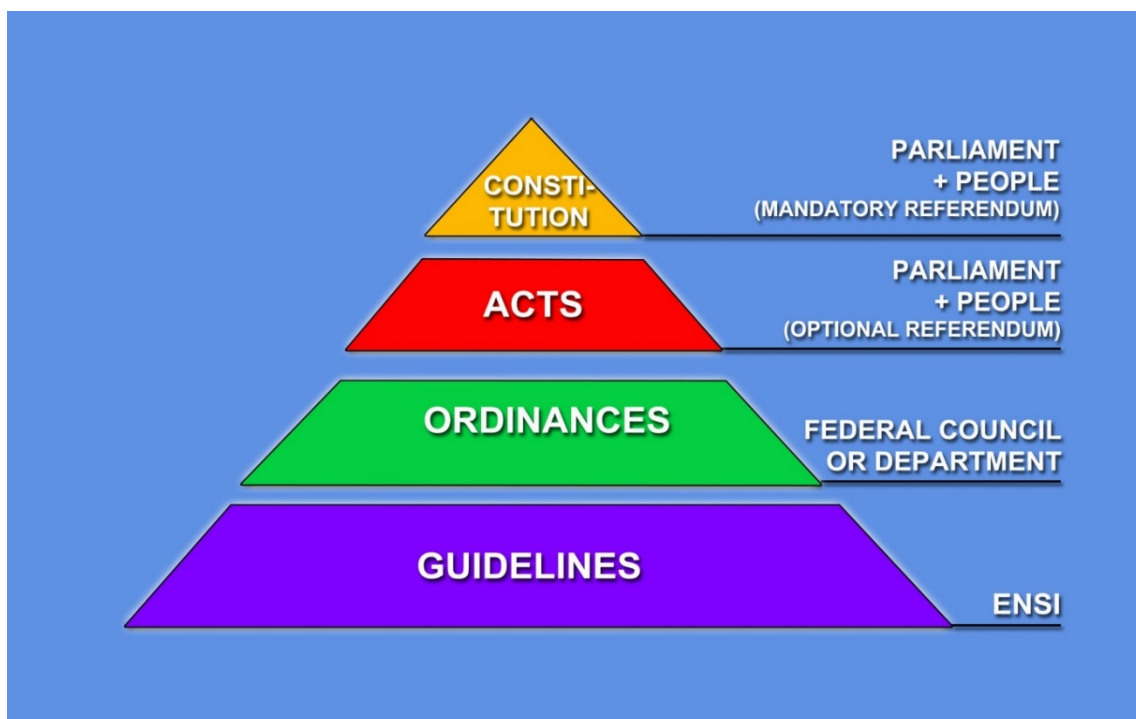 CONSTI-
TUTION
PARLIAMENT
+ PEOPLE
(MANDATORY REFERENDUM)
ACTS
PARLIAMENT
+ PEOPLE
(OPTIONAL REFERENDUM)
ORDINANCES
FEDERAL COUNCIL
OR DEPARTMENT
GUIDELINES
ENSI